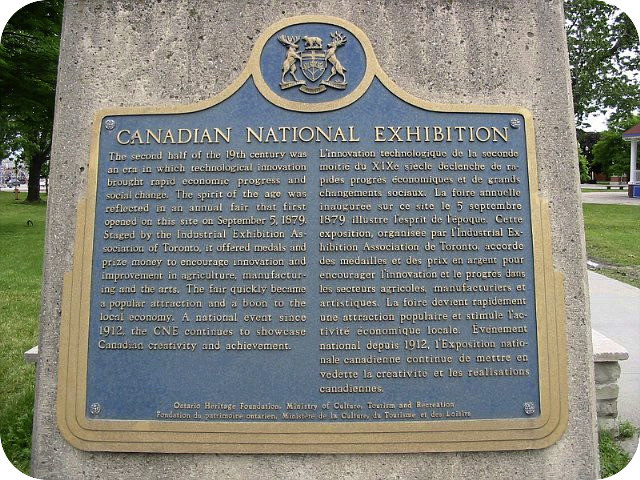 CANADIAN NATIONAL EXHIBITION
The second half of the 19th century was
an era in which technological innovation
brought rapid economic progress and
social change. The spirit of the age was
reflected in an annual fair that first
opened on this site on September 5, 1879.
Staged by the Industrial Exhibition As-
sociation of Toronto, it offered medals and
prize money to encourage innovation and
improvement in agriculture, manufactur-
ing and the arts. The fair quickly became
a popular attraction and a boon to the
local economy. A national event since
1912, the CNE continues to showcase
Canadian creativity and achievement.
L'innovation technologique de la seconde
moitié du XIXe siècle déclenche de ra-
pides progrès économiques et de grands
changements sociaux. La foire annuelle
inaugurée sur ce site le 5 septembre
1879 illustre l'esprit de l'époque. Cette
exposition, organisée par l'Industrial Ex-
hibition Association de Toronto, accorde
des médailles et des prix en argent pour
encourager l'innovation et le progrès dans
les secteurs agricoles, manufacturiers et
artistiques. La foire devient rapidement
une attraction populaire et stimule l'ac-
tivité économique locale. Événement
national depuis 1912, l'Exposition natio-
nale canadienne continue de mettre en
vedette la créativité et les réalisations
canadiennes.
Ontario Heritage Foundation, Ministry of Culture, Tourism and Recreation
Fondation du patrimoine ontarien, Ministère de la Culture, du Tourisme et des Loisirs